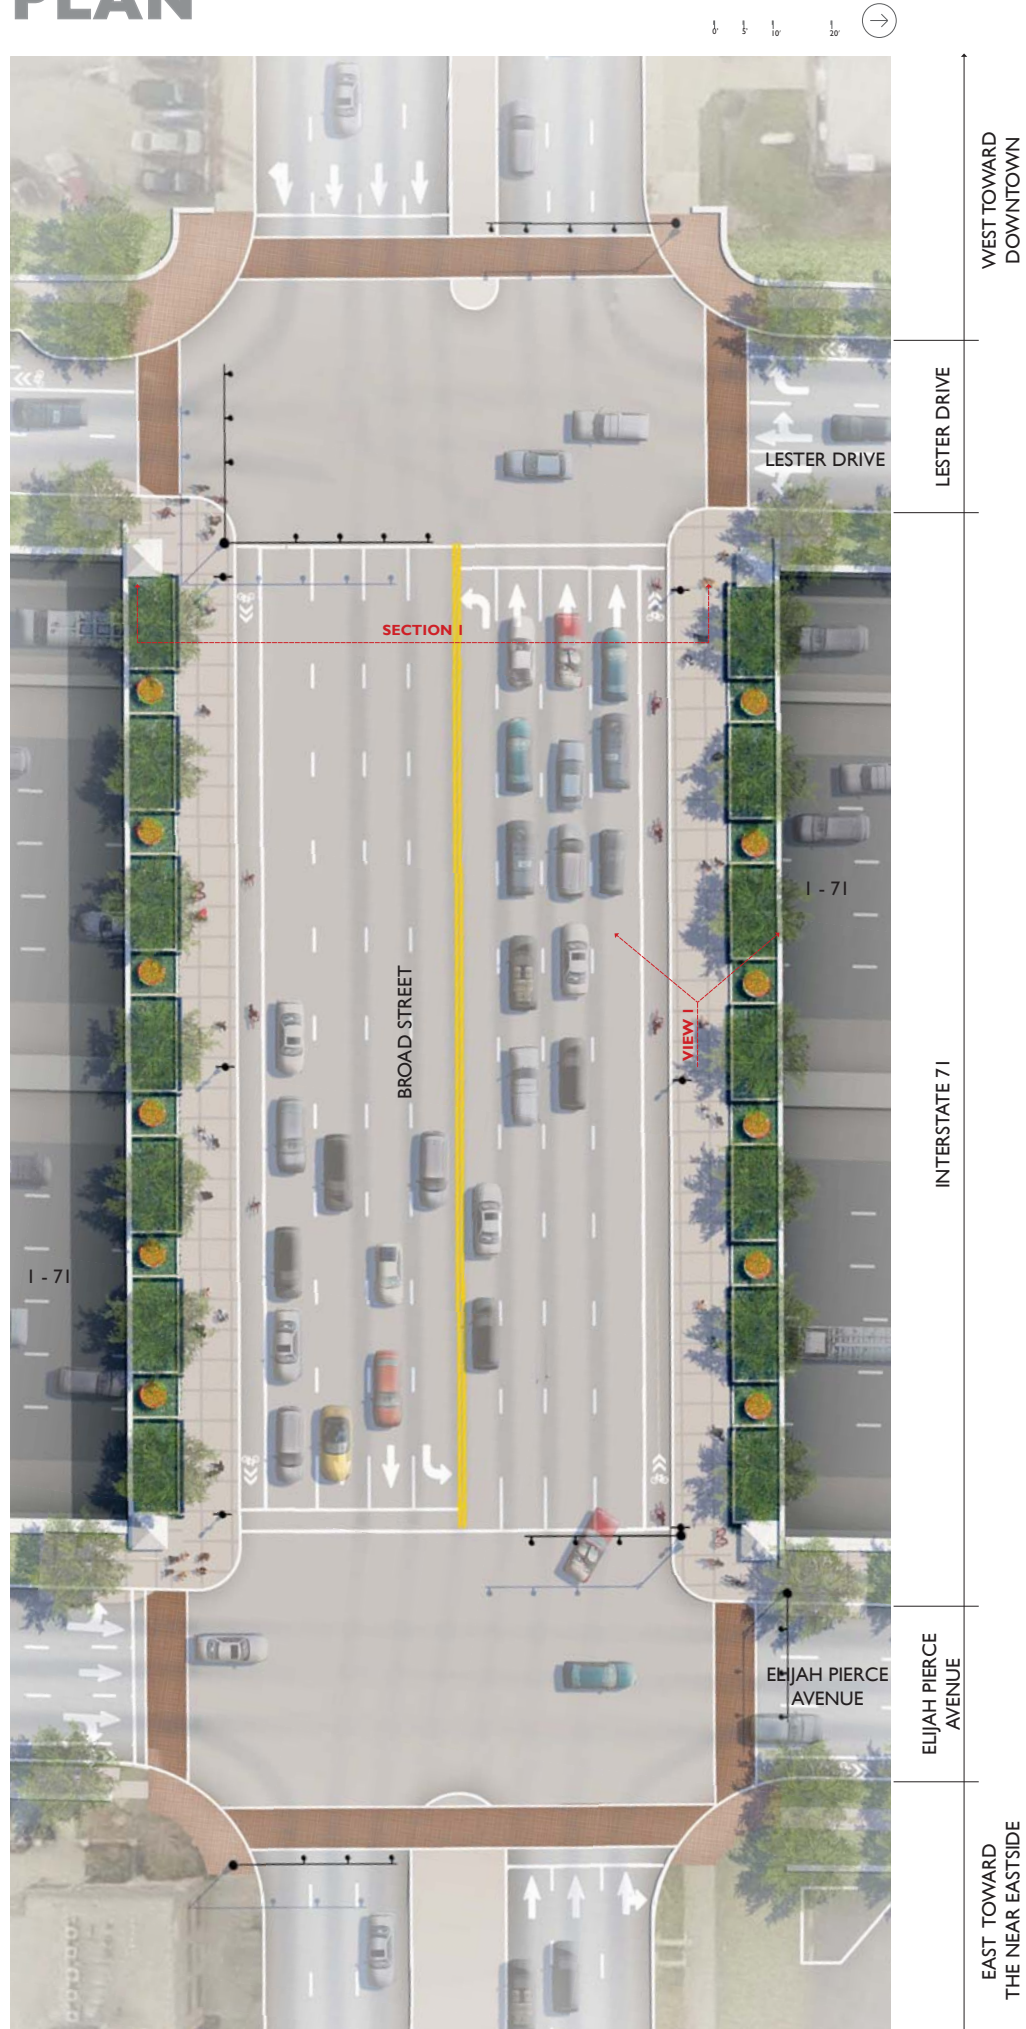 PLAN
0' 5' 10' 20'
WEST TOWARD
DOWNTOWN
LESTER DRIVE
LESTER DRIVE
SECTION 1
I - 71
BROAD STREET
VIEW 1
INTERSTATE 71
I - 71
ELIJAH PIERCE
AVENUE
ELIJAH PIERCE
AVENUE
EAST TOWARD
THE NEAR EASTSIDE